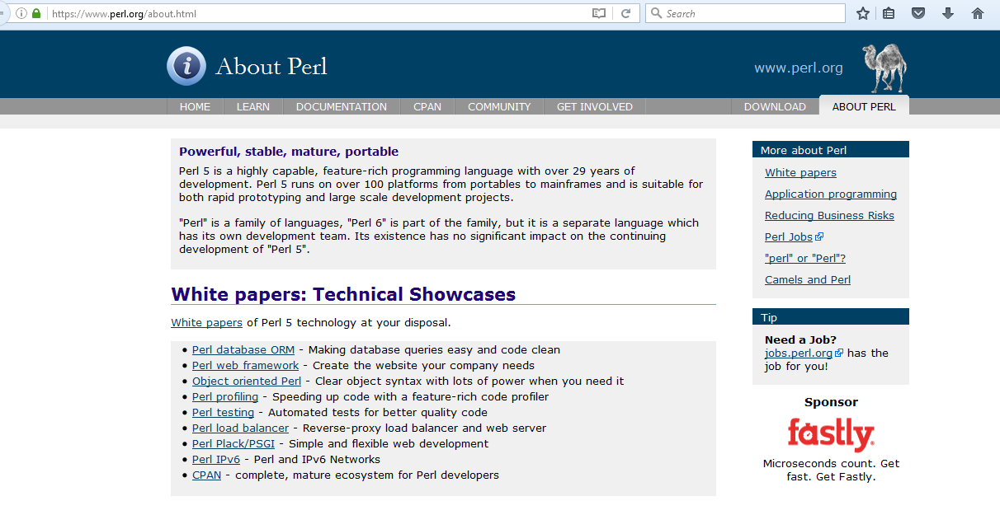 https://www.perl.org/about.html
Search
i About Perl
www.perl.org
HOME LEARN DOCUMENTATION CPAN COMMUNITY GET INVOLVED DOWNLOAD ABOUT PERL
Powerful, stable, mature, portable
Perl 5 is a highly capable, feature-rich programming language with over 29 years of
development. Perl 5 runs on over 100 platforms from portables to mainframes and is suitable for
both rapid prototyping and large scale development projects.
"Perl" is a family of languages, "Perl 6" is part of the family, but it is a separate language which
has its own development team. Its existence has no significant impact on the continuing
development of "Perl 5".
White papers: Technical Showcases
White papers of Perl 5 technology at your disposal.
• Perl database ORM - Making database queries easy and code clean
• Perl web framework - Create the website your company needs
• Object oriented Perl - Clear object syntax with lots of power when you need it
• Perl profiling - Speeding up code with a feature-rich code profiler
• Perl testing - Automated tests for better quality code
• Perl load balancer - Reverse-proxy load balancer and web server
• Perl Plack/PSGI - Simple and flexible web development
• Perl IPv6 - Perl and IPv6 Networks
• CPAN - complete, mature ecosystem for Perl developers
More about Perl
White papers
Application programming
Reducing Business Risks
Perl Jobs
"perl" or "Perl"?
Camels and Perl
Tip
Need a Job?
jobs.perl.org has the
job for you!
Sponsor
fastly.
Microseconds count. Get
fast. Get Fastly.